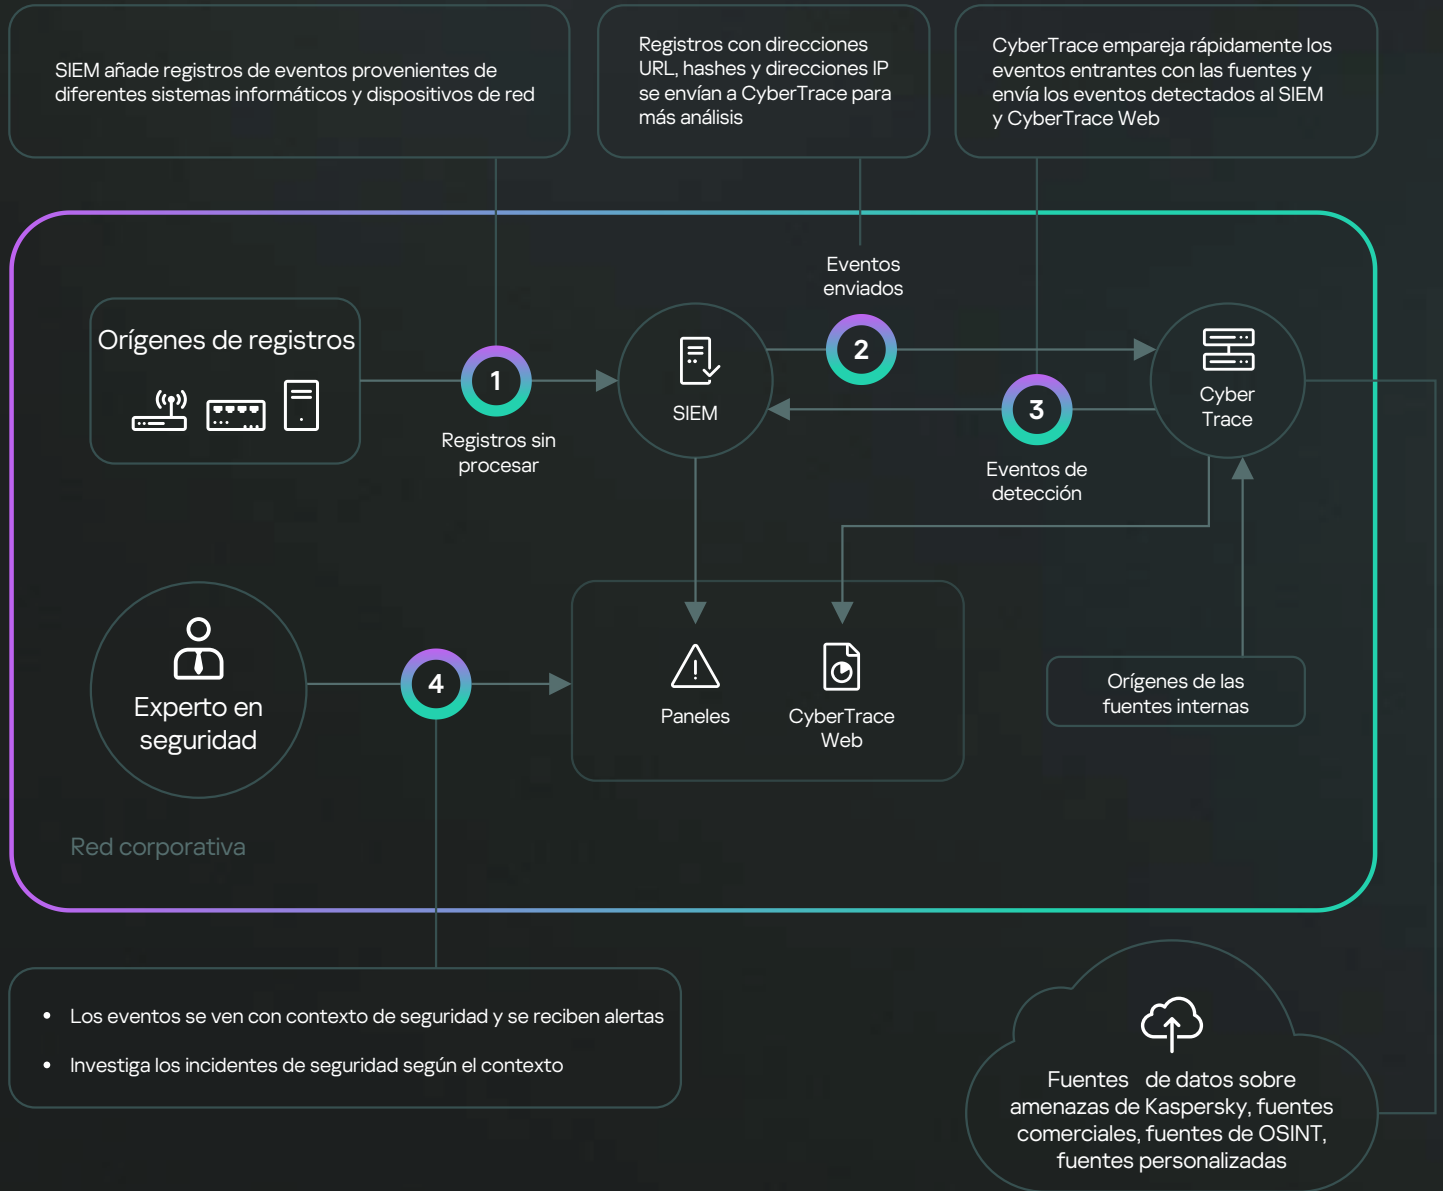 SIEM añade registros de eventos provenientes de
diferentes sistemas informáticos y dispositivos de red
Registros con direcciones
URL, hashes y direcciones IP
se envían a CyberTrace para
más análisis
CyberTrace empareja rápidamente los
eventos entrantes con las fuentes y
envía los eventos detectados al SIEM
y CyberTrace Web
Orígenes de registros
1
Registros sin
procesar
SIEM
Eventos
enviados
2
3
Eventos de
detección
Cyber
Trace
Experto en
seguridad
4
Paneles
CyberTrace
Web
Orígenes de las
fuentes internas
Red corporativa
• Los eventos se ven con contexto de seguridad y se reciben alertas
• Investiga los incidentes de seguridad según el contexto
Fuentes de datos sobre
amenazas de Kaspersky, fuentes
comerciales, fuentes de OSINT,
fuentes personalizadas